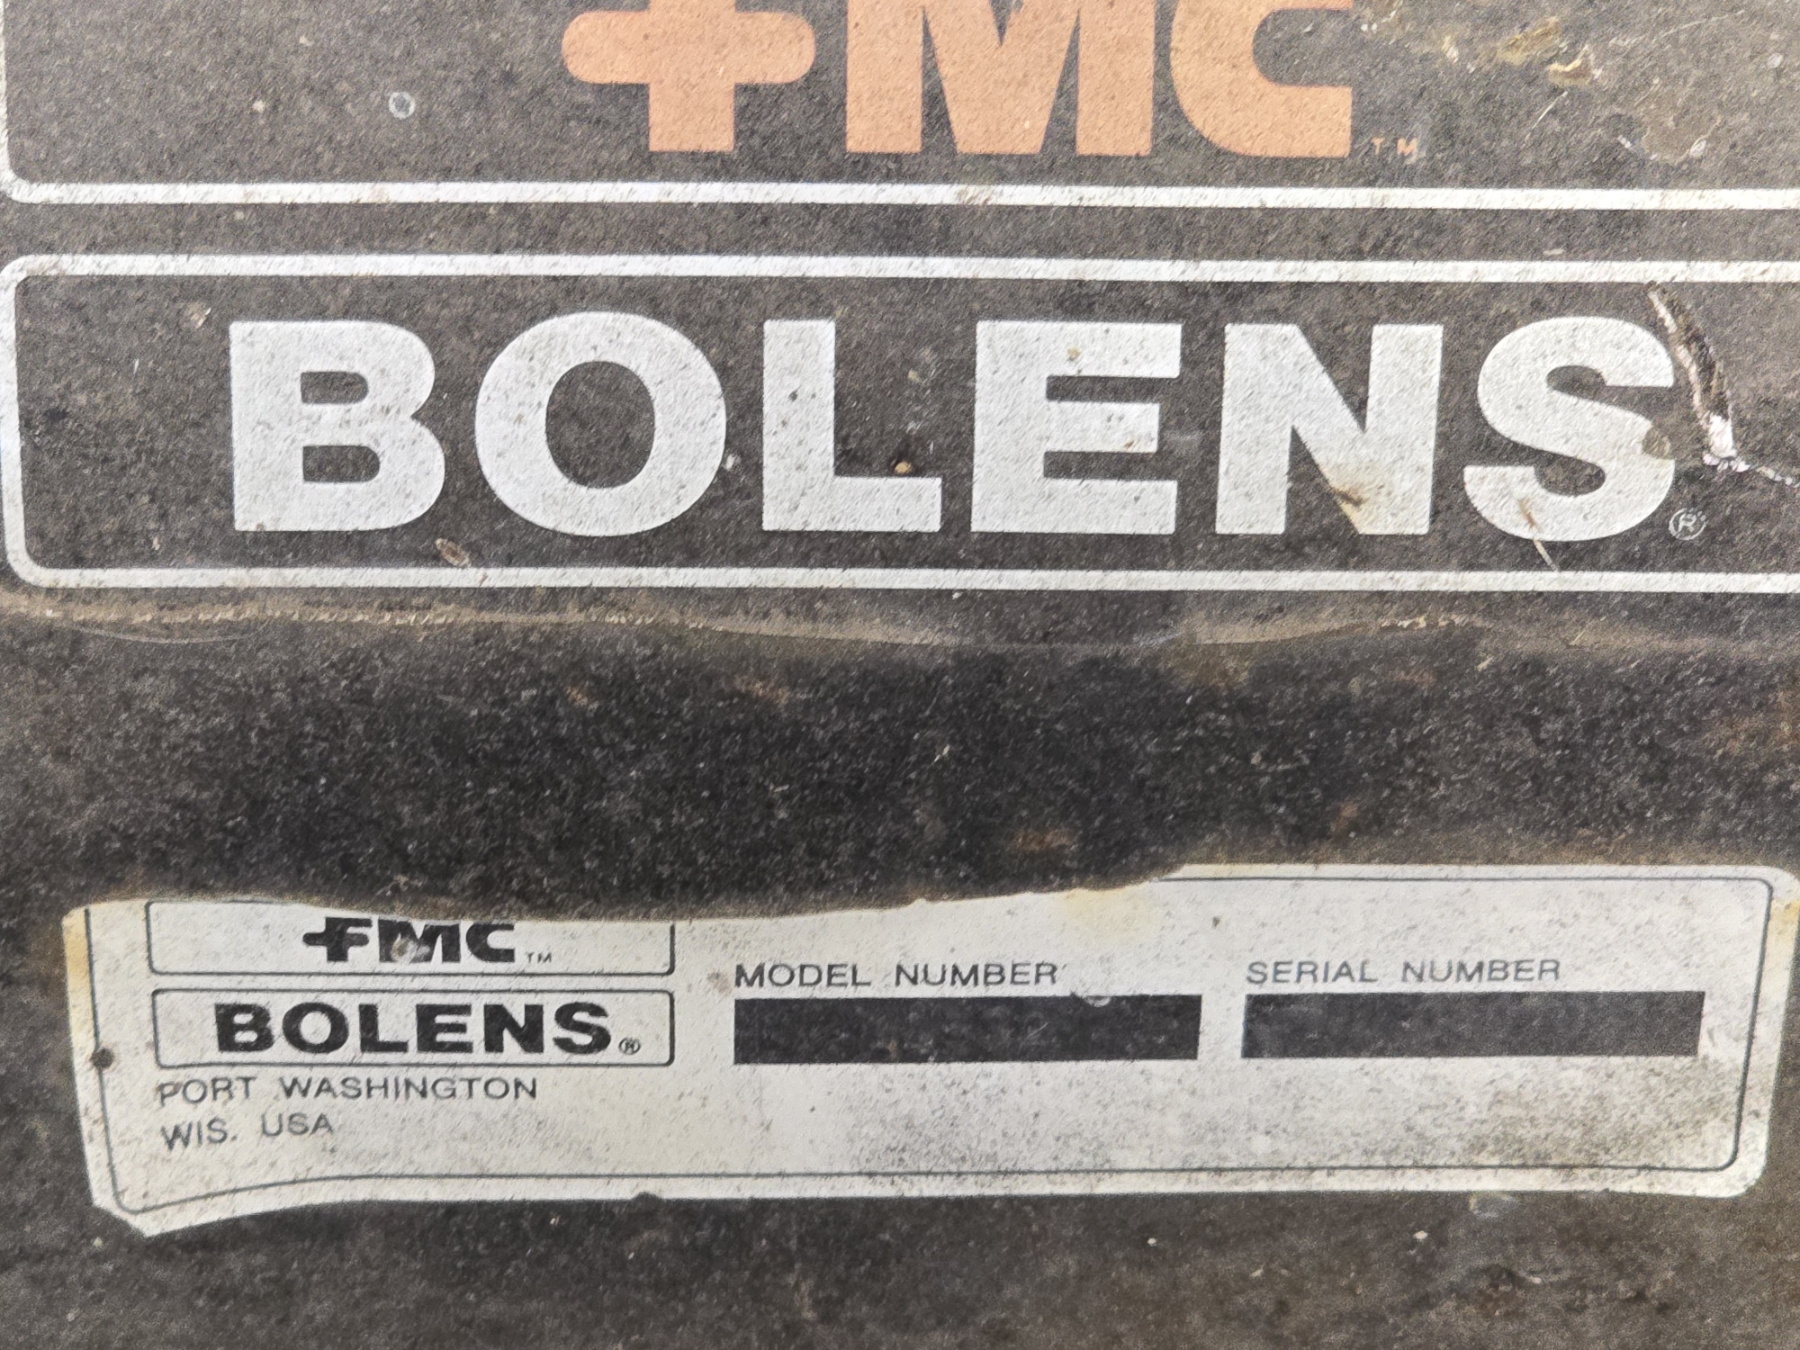 FMC™
BOLENS®
FMC™
BOLENS®
PORT WASHINGTON
WIS. USA
MODEL NUMBER
SERIAL NUMBER